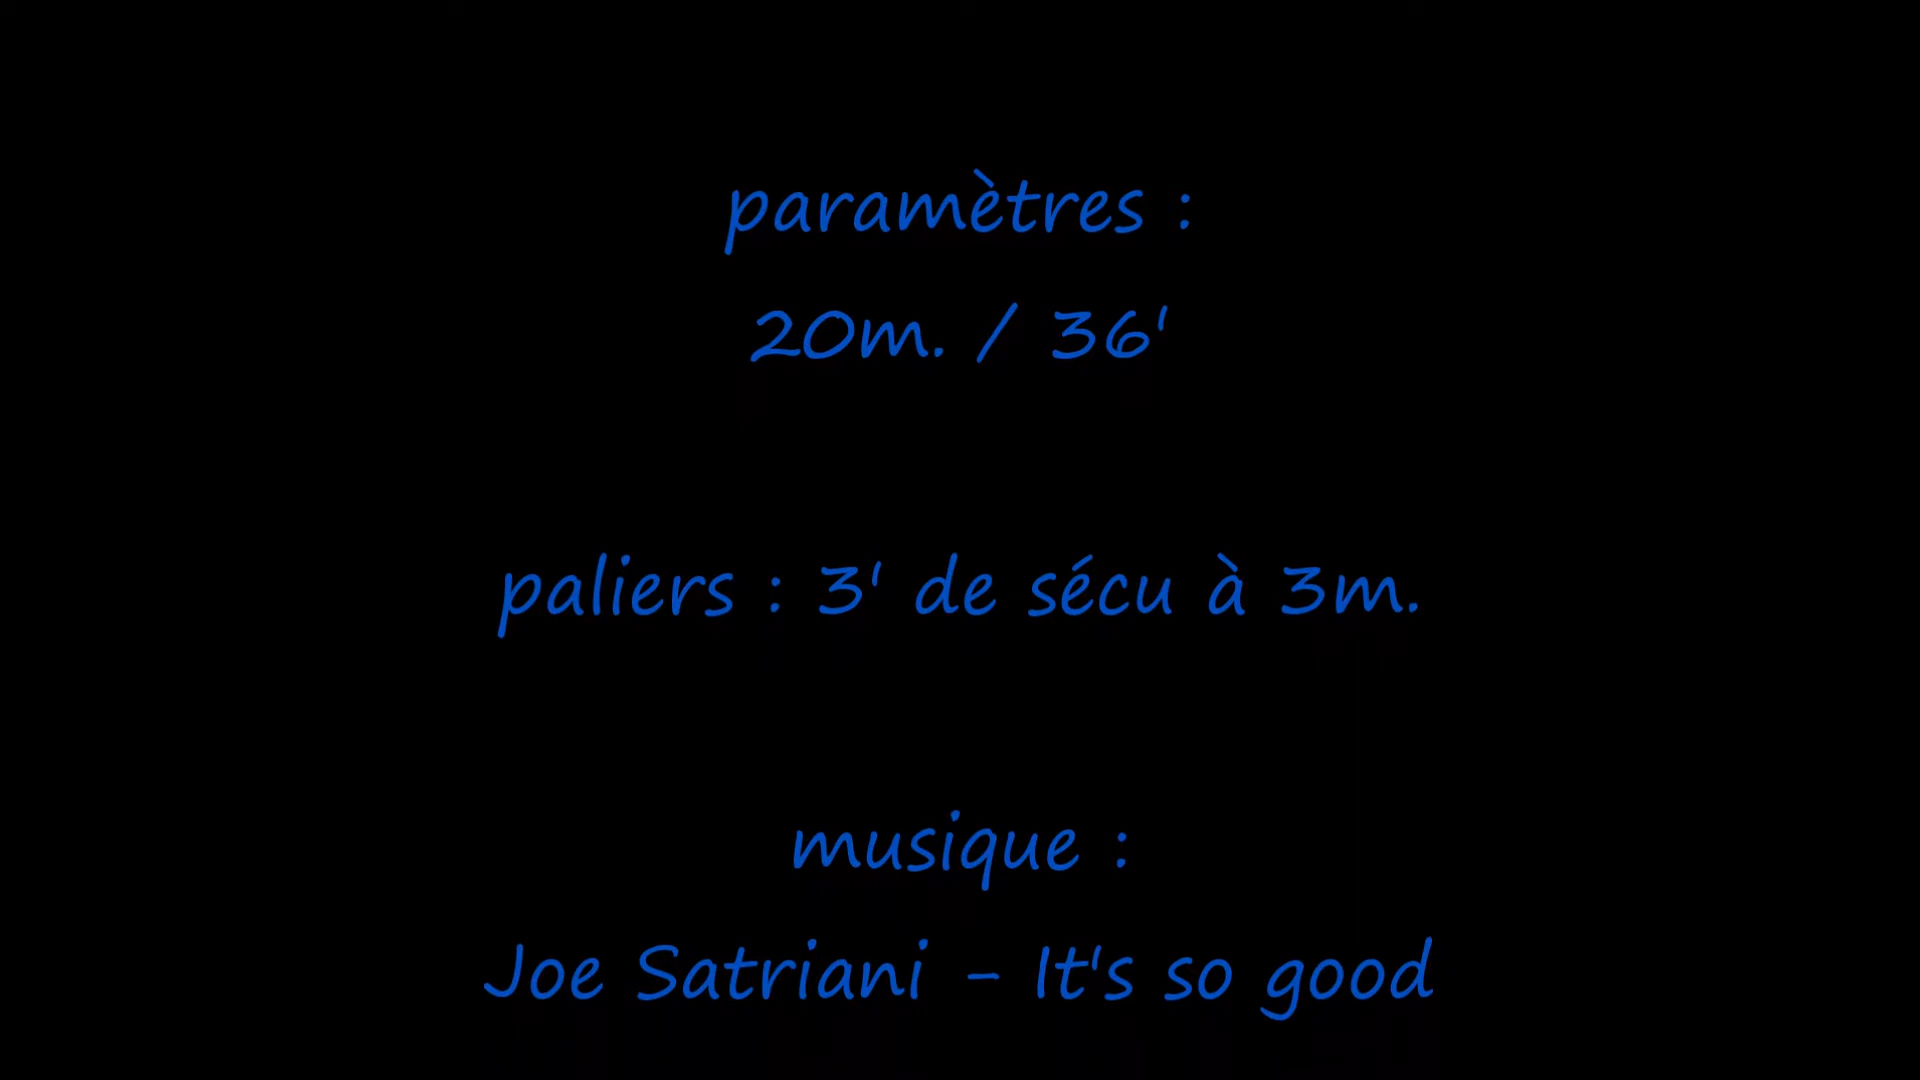 paramètres :
20m. / 36'
paliers : 3' de sécu à 3m.
musique :
Joe Satriani - It's so good